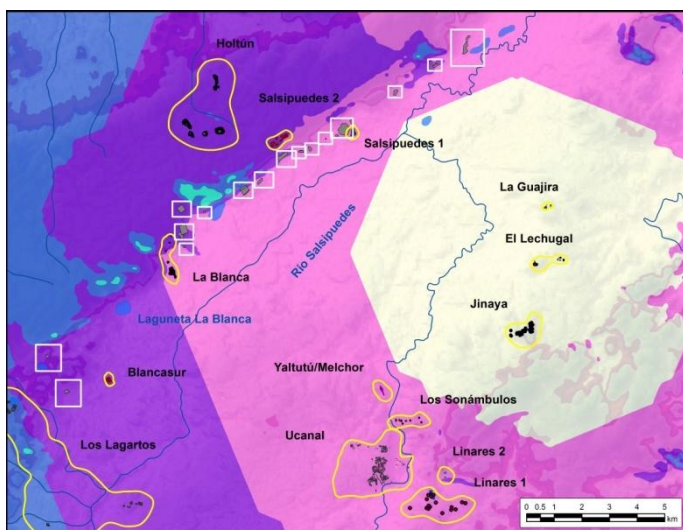 Holtún
Salsipuedes 2
Salsipuedes 1
La Guajira
El Lechugal
Río Salsipuedes
La Blanca
Jinaya
Laguneta La Blanca
Blancasur
Yaltutú/Melchor
Los Sonámbulos
Los Lagartos
Ucanal
Linares 2
Linares 1
0 0.5 1 2 3 4 5
km